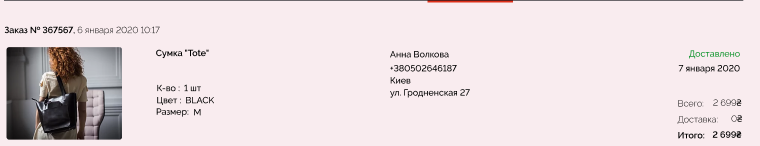 Заказ № 367567, 6 января 2020 10:17
Сумка "Tote"
К-во : 1 шт
Цвет : BLACK
Размер: M
Анна Волкова
+380502646187
Киев
ул. Гродненская 27
Доставлено
7 января 2020
Всего: 2 699₴
Доставка: 0₴
Итого: 2 699₴